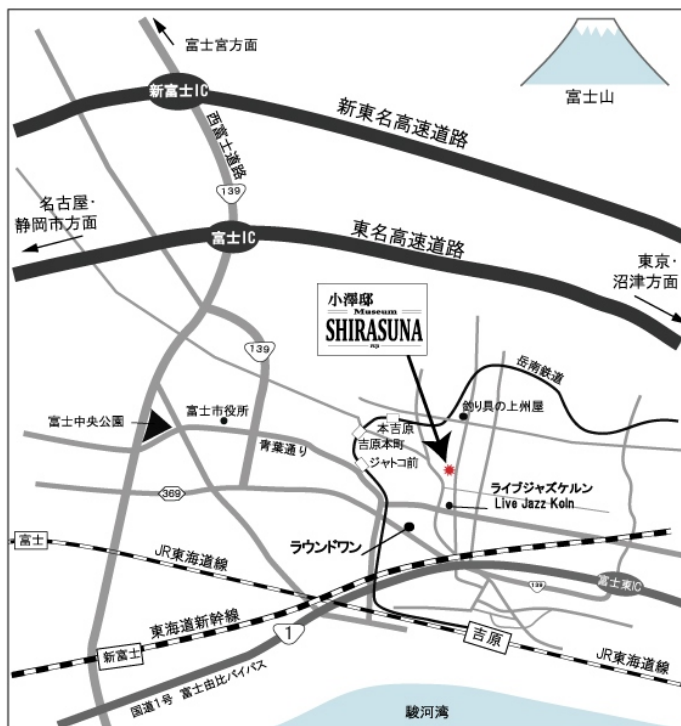 富士宮方面
富士山
新富士IC
新東名高速道路
西富士道路
139
名古屋・
静岡市方面
富士IC
東名高速道路
東京・
沼津方面
小澤邸
Museum
SHIRASUNA
139
岳南鉄道
釣り具の上州屋
富士中央公園
富士市役所
本吉原
吉原本町
青葉通り
ジャトコ前
369
ライブジャズケルン
Live Jazz Koln
ラウンドワン
富士
JR東海道線
139
富士東IC
東海道新幹線
1
新富士
吉原
国道1号 富士由比バイパス
JR東海道線
駿河湾